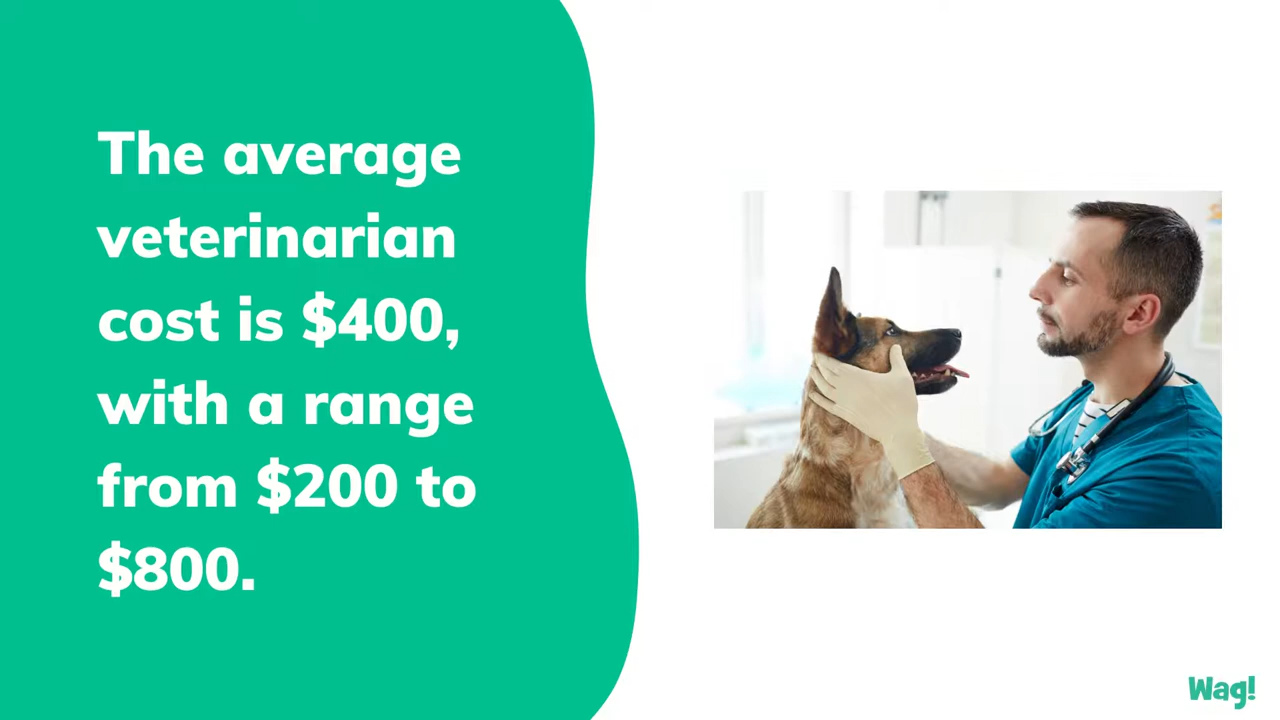 The average
veterinarian
cost is $400,
with a range
from $200 to
$800.
Wag!